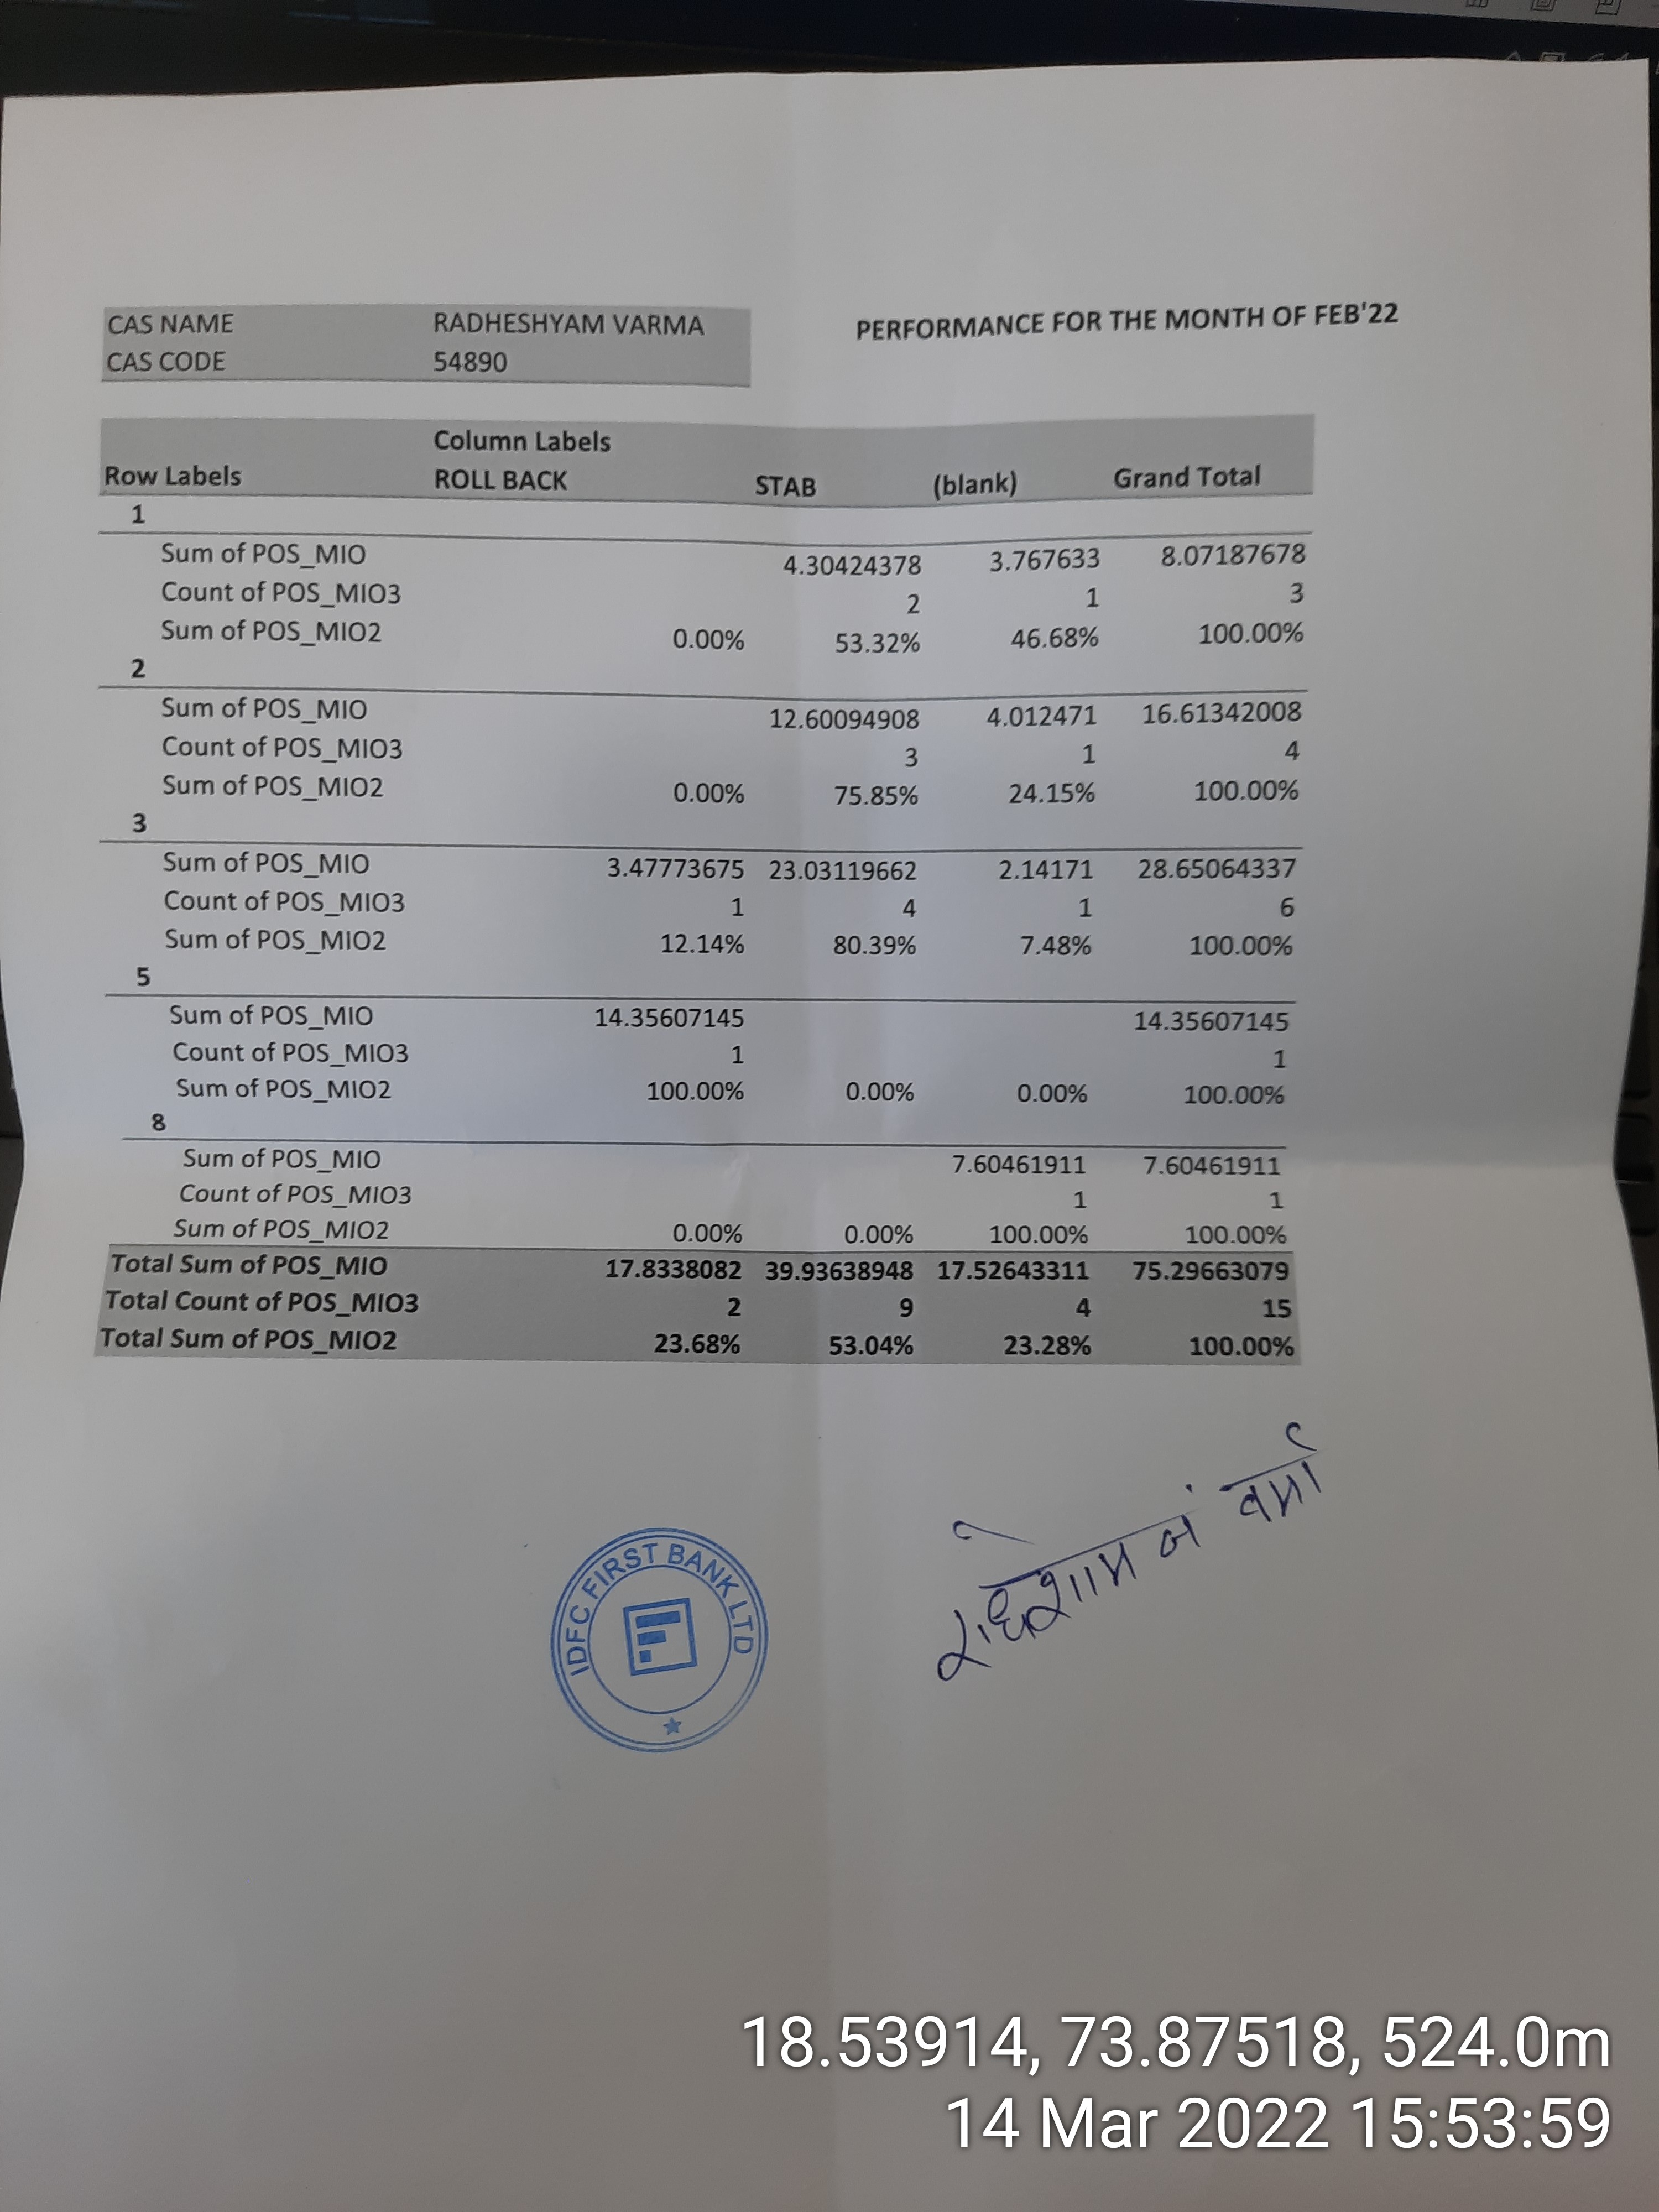 CAS NAME RADHESHYAM VARMA
PERFORMANCE FOR THE MONTH OF FEB'22
CAS CODE 54890
Column Labels
Row Labels ROLL BACK STAB (blank) Grand Total
1
Sum of POS_MIO 4.30424378 3.767633 8.07187678
Count of POS_MIO3 2 1 3
Sum of POS_MIO2 0.00% 53.32% 46.68% 100.00%
2
Sum of POS_MIO 12.60094908 4.012471 16.61342008
Count of POS_MIO3 3 1 4
Sum of POS_MIO2 0.00% 75.85% 24.15% 100.00%
3
Sum of POS_MIO 3.47773675 23.03119662 2.14171 28.65064337
Count of POS_MIO3 1 4 1 6
Sum of POS_MIO2 12.14% 80.39% 7.48% 100.00%
5
Sum of POS_MIO 14.35607145 14.35607145
Count of POS_MIO3 1 1
Sum of POS_MIO2 100.00% 0.00% 0.00% 100.00%
8
Sum of POS_MIO 7.60461911 7.60461911
Count of POS_MIO3 1 1
Sum of POS_MIO2 0.00% 0.00% 100.00% 100.00%
Total Sum of POS_MIO 17.8338082 39.93638948 17.52643311 75.29663079
Total Count of POS_MIO3 2 9 4 15
Total Sum of POS_MIO2 23.68% 53.04% 23.28% 100.00%
IDFC FIRST BANK LTD
वर्मा
18.53914, 73.87518, 524.0m
14 Mar 2022 15:53:59